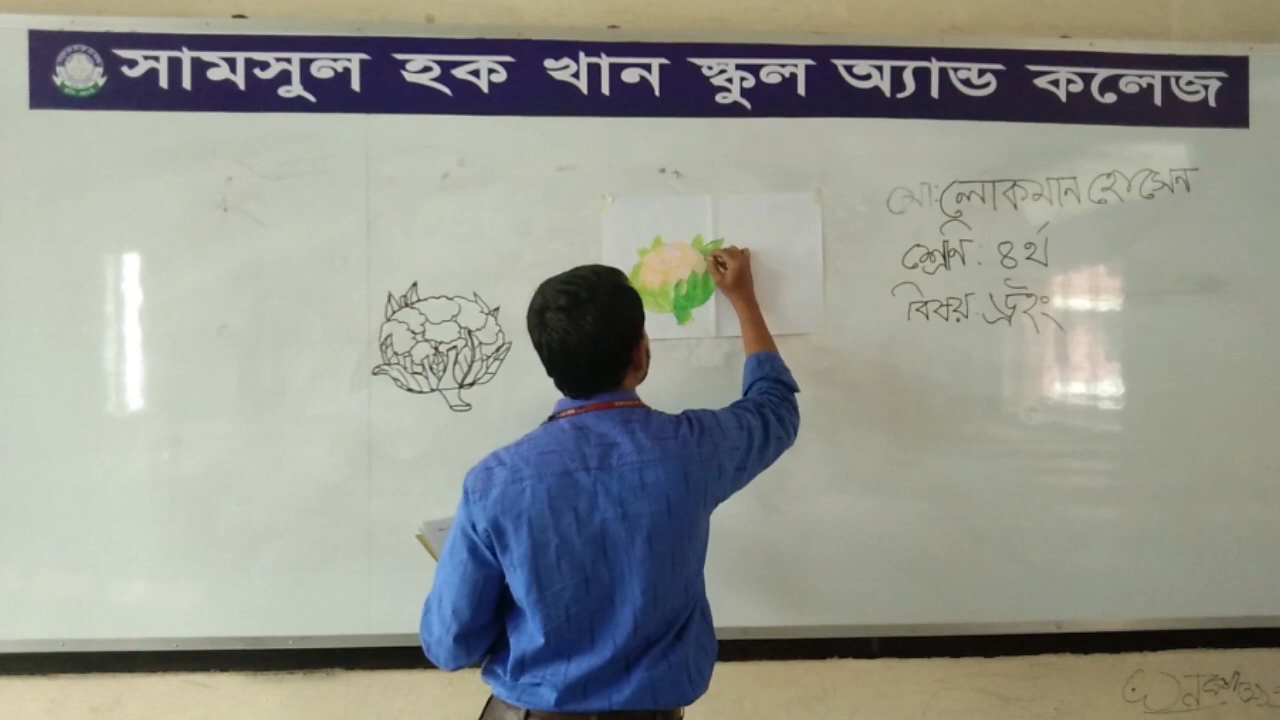 সামসুল হক খান স্কুল অ্যান্ড কলেজ
মো: লোকমান হোসেন
শ্রেণি : ৪র্থ
বিষয়: ড্রইং